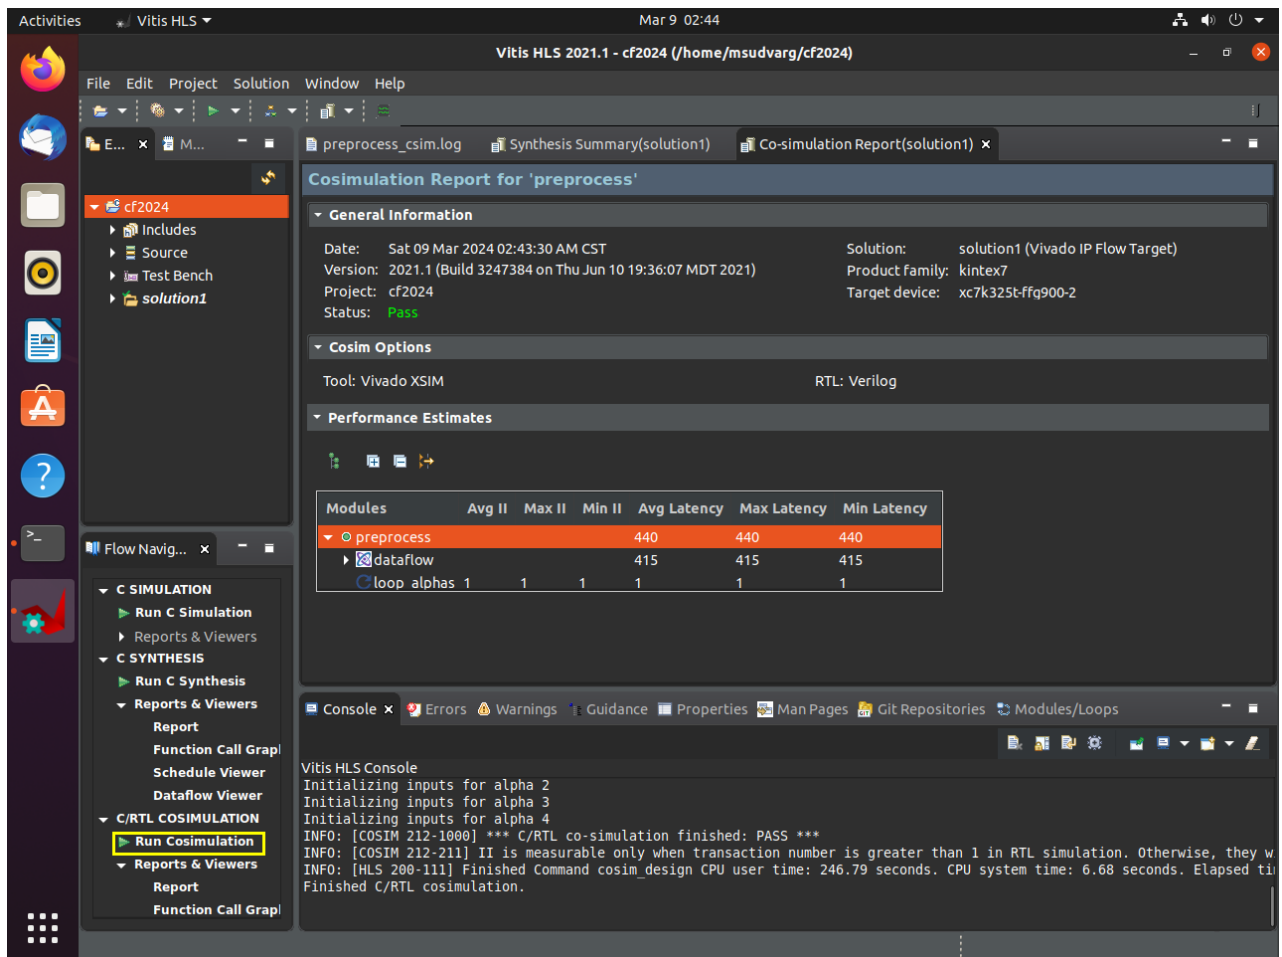 Activities Vitis HLS Mar 9 02:44
Vitis HLS 2021.1 - cf2024 (/home/msudvarg/cf2024)
File Edit Project Solution Window Help
E... M...
cf2024
Includes
Source
Test Bench
solution1
preprocess_csim.log Synthesis Summary(solution1) Co-simulation Report(solution1)
Cosimulation Report for 'preprocess'
General Information
Date: Sat 09 Mar 2024 02:43:30 AM CST
Version: 2021.1 (Build 3247384 on Thu Jun 10 19:36:07 MDT 2021)
Project: cf2024
Status: Pass
Solution: solution1 (Vivado IP Flow Target)
Product family: kintex7
Target device: xc7k325t-ffg900-2
Cosim Options
Tool: Vivado XSIM RTL: Verilog
Performance Estimates
Modules Avg II Max II Min II Avg Latency Max Latency Min Latency
preprocess 440 440 440
dataflow 415 415 415
loop_alphas 1 1 1 1 1 1
Flow Navig...
C SIMULATION
Run C Simulation
Reports & Viewers
C SYNTHESIS
Run C Synthesis
Reports & Viewers
Report
Function Call Grap
Schedule Viewer
Dataflow Viewer
C/RTL COSIMULATION
Run Cosimulation
Reports & Viewers
Report
Function Call Grap
Console Errors Warnings Guidance Properties Man Pages Git Repositories Modules/Loops
Vitis HLS Console
Initializing inputs for alpha 2
Initializing inputs for alpha 3
Initializing inputs for alpha 4
INFO: [COSIM 212-1000] *** C/RTL co-simulation finished: PASS ***
INFO: [COSIM 212-211] II is measurable only when transaction number is greater than 1 in RTL simulation. Otherwise, they w
INFO: [HLS 200-111] Finished Command cosim_design CPU user time: 246.79 seconds. CPU system time: 6.68 seconds. Elapsed ti
Finished C/RTL cosimulation.